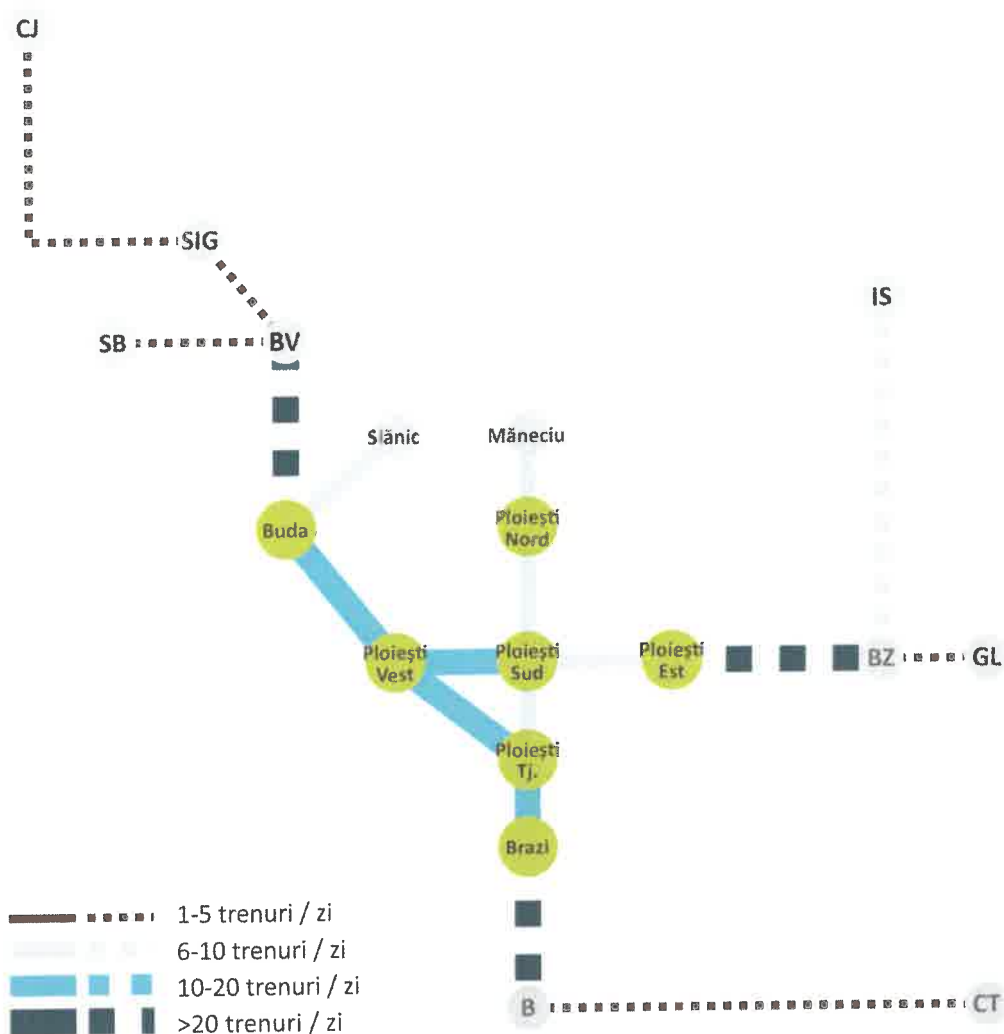 CJ
SIG
IS
SB
BV
Slănic
Măneciu
Buda
Ploiești
Nord
Ploiești
Vest
Ploiești
Sud
Ploiești
Est
BZ
GL
Ploiești
Tj.
Brazi
1-5 trenuri / zi
6-10 trenuri / zi
10-20 trenuri / zi
>20 trenuri / zi
B
CT